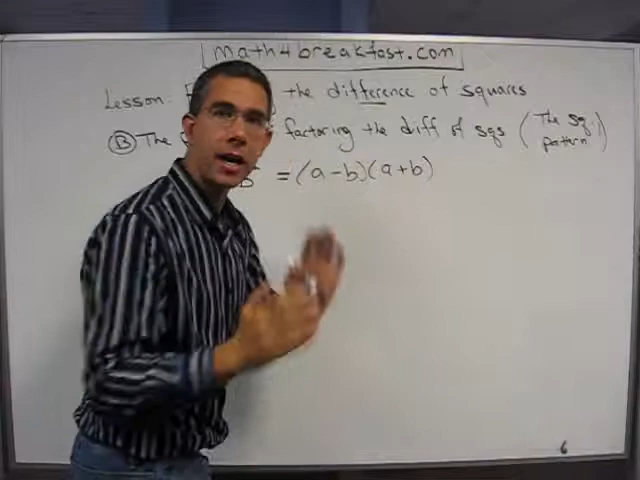 math4breakfast.com
Lesson: the difference of squares
B The factoring the diff of sqs (The sq. pattern)
= (a-b)(a+b)
6